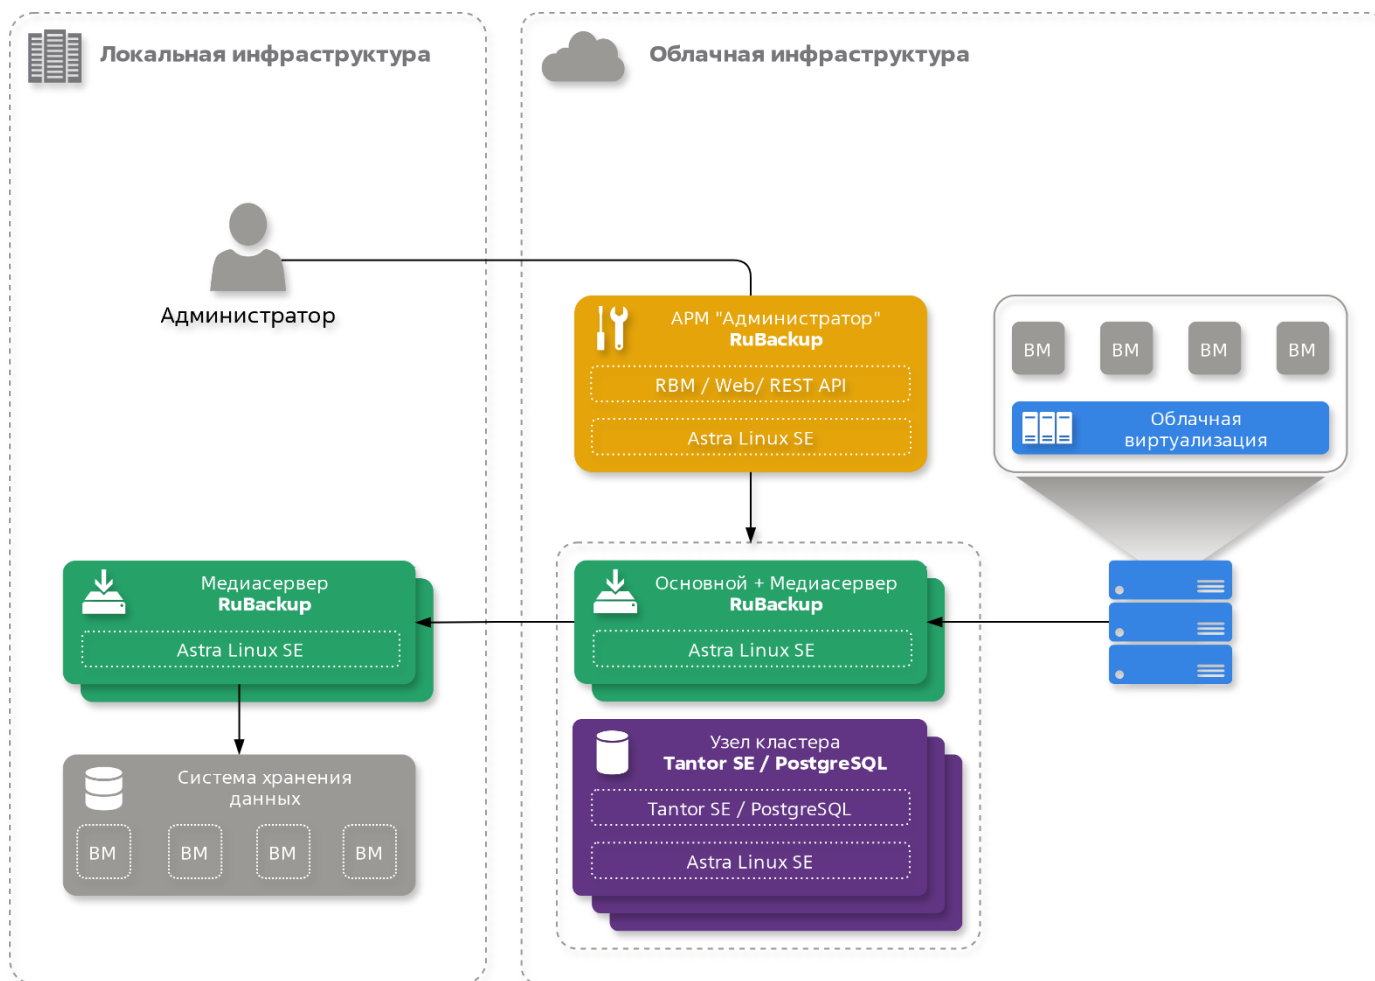 Локальная инфраструктура
Облачная инфраструктура
Администратор
АРМ "Администратор"
RuBackup
RBM / Web/ REST API
Astra Linux SE
ВМ
ВМ
ВМ
ВМ
Облачная
виртуализация
Медиасервер
RuBackup
Astra Linux SE
Основной + Медиасервер
RuBackup
Astra Linux SE
Система хранения
данных
ВМ
ВМ
ВМ
ВМ
Узел кластера
Tantor SE / PostgreSQL
Tantor SE / PostgreSQL
Astra Linux SE